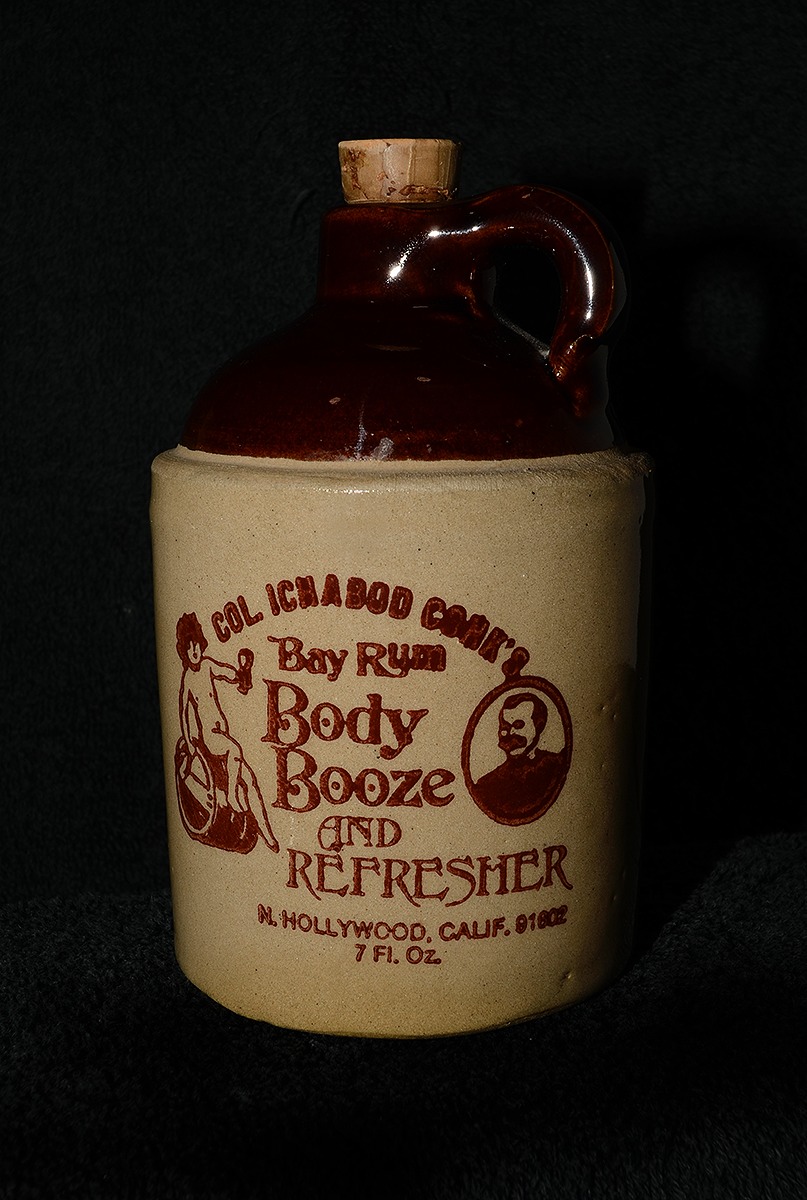 COL. ICHABOD CONK'S
Bay Rum
Body
Booze
AND
REFRESHER
N. HOLLYWOOD, CALIF. 91602
7 Fl. Oz.